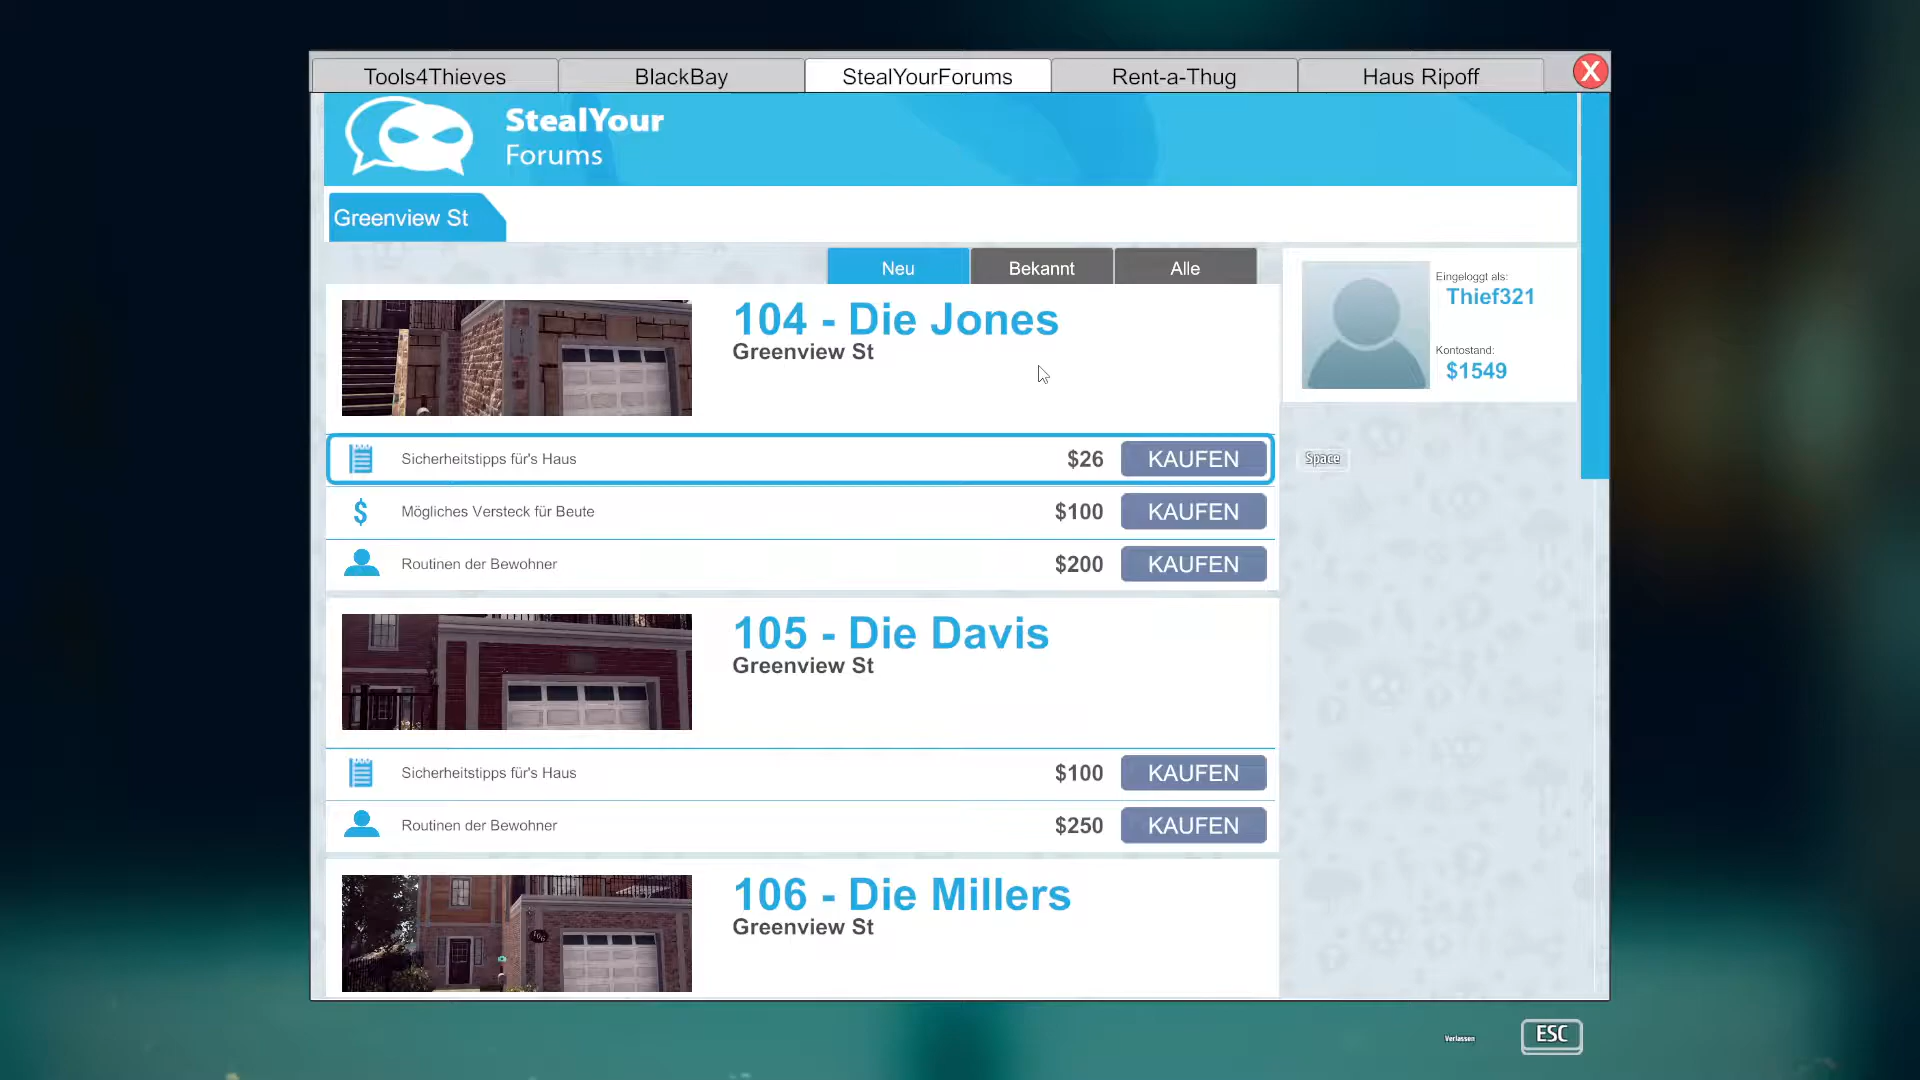 Tools4Thieves
BlackBay
StealYourForums
Rent-a-Thug
Haus Ripoff
X
StealYour
Forums
Greenview St
Neu
Bekannt
Alle
Eingeloggt als:
Thief321
Kontostand:
$1549
104 - Die Jones
Greenview St
Sicherheitstipps für's Haus
$26
KAUFEN
Space
Mögliches Versteck für Beute
$100
KAUFEN
Routinen der Bewohner
$200
KAUFEN
105 - Die Davis
Greenview St
Sicherheitstipps für's Haus
$100
KAUFEN
Routinen der Bewohner
$250
KAUFEN
106 - Die Millers
Greenview St
106
Verlassen
ESC